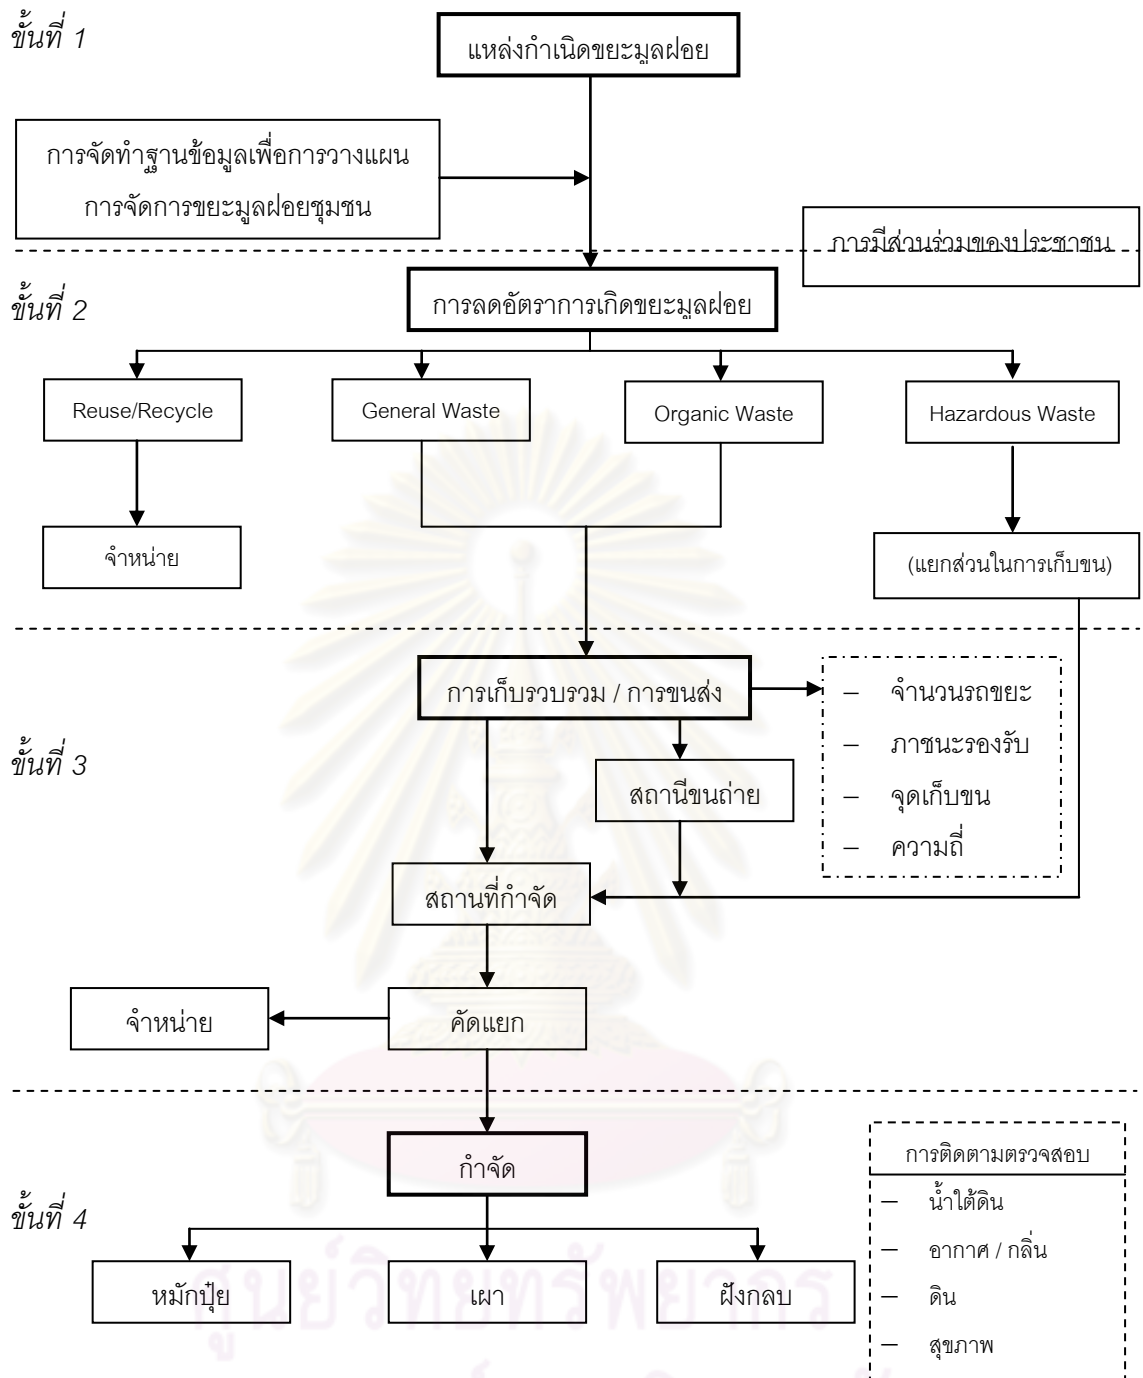 ขั้นที่ 1
แหล่งกำเนิดขยะมูลฝอย
การจัดทำฐานข้อมูลเพื่อการวางแผน
การจัดการขยะมูลฝอยชุมชน
การมีส่วนร่วมของประชาชน
ขั้นที่ 2
การลดอัตราการเกิดขยะมูลฝอย
Reuse/Recycle
General Waste
Organic Waste
Hazardous Waste
จำหน่าย
(แยกส่วนในการเก็บขน)
ขั้นที่ 3
การเก็บรวบรวม / การขนส่ง
– จำนวนรถขยะ
– ภาชนะรองรับ
– จุดเก็บขน
– ความถี่
สถานีขนถ่าย
สถานที่กำจัด
จำหน่าย
คัดแยก
ขั้นที่ 4
กำจัด
หมักปุ๋ย
เผา
ฝังกลบ
การติดตามตรวจสอบ
– น้ำใต้ดิน
– อากาศ / กลิ่น
– ดิน
– สุขภาพ
ศูนย์วิทยทรัพยากร